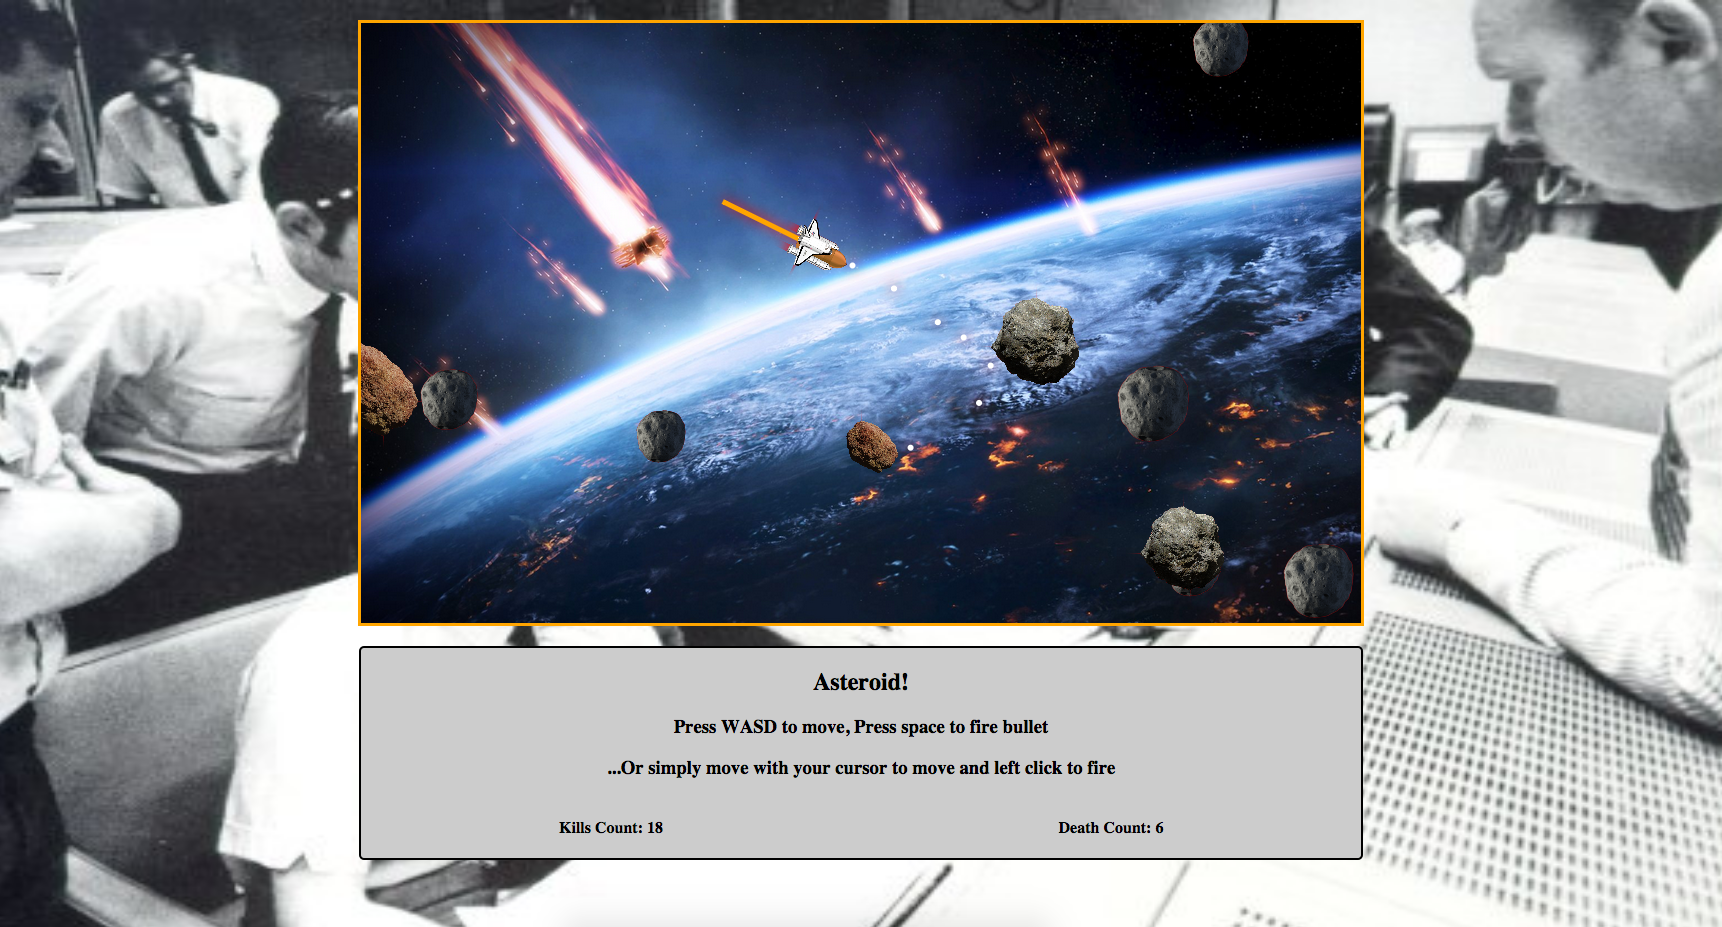 Asteroid!
Press WASD to move, Press space to fire bullet
...Or simply move with your cursor to move and left click to fire
Kills Count: 18
Death Count: 6